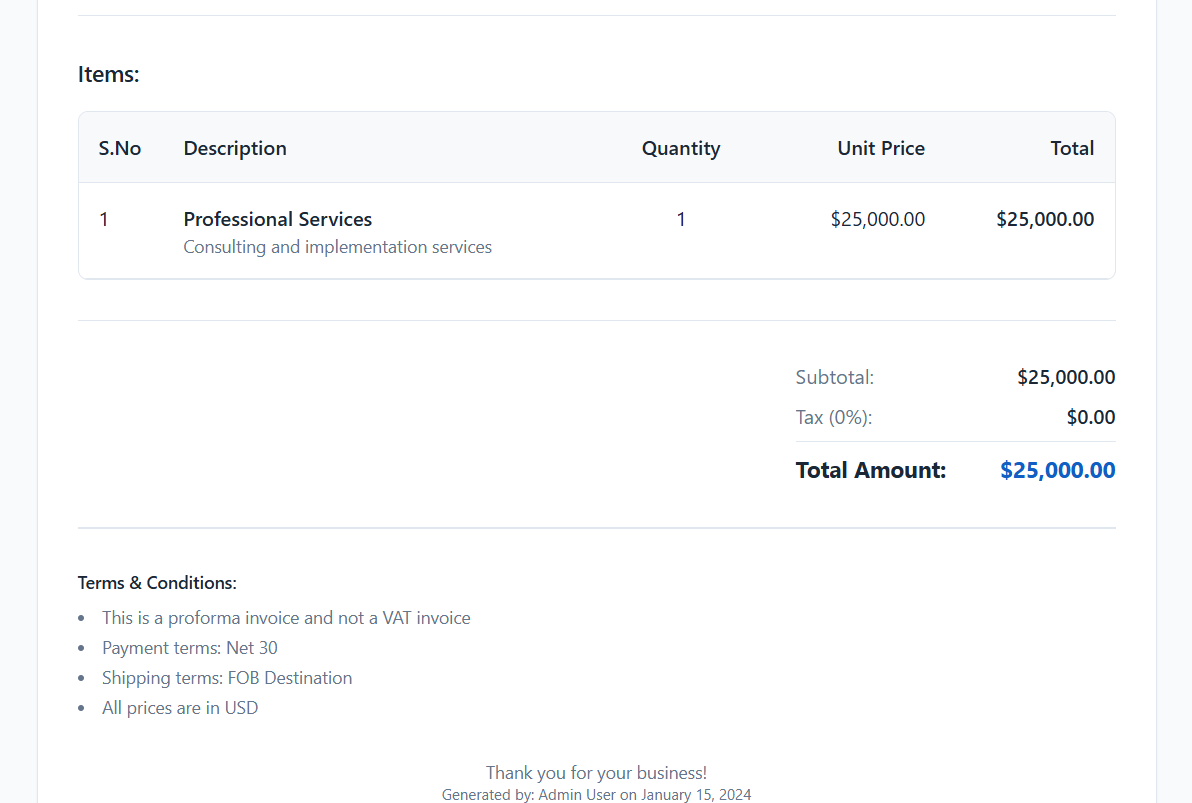 Items:
S.No Description Quantity Unit Price Total
1 Professional Services 1 $25,000.00 $25,000.00
Consulting and implementation services
Subtotal: $25,000.00
Tax (0%): $0.00
Total Amount: $25,000.00
Terms & Conditions:
• This is a proforma invoice and not a VAT invoice
• Payment terms: Net 30
• Shipping terms: FOB Destination
• All prices are in USD
Thank you for your business!
Generated by: Admin User on January 15, 2024